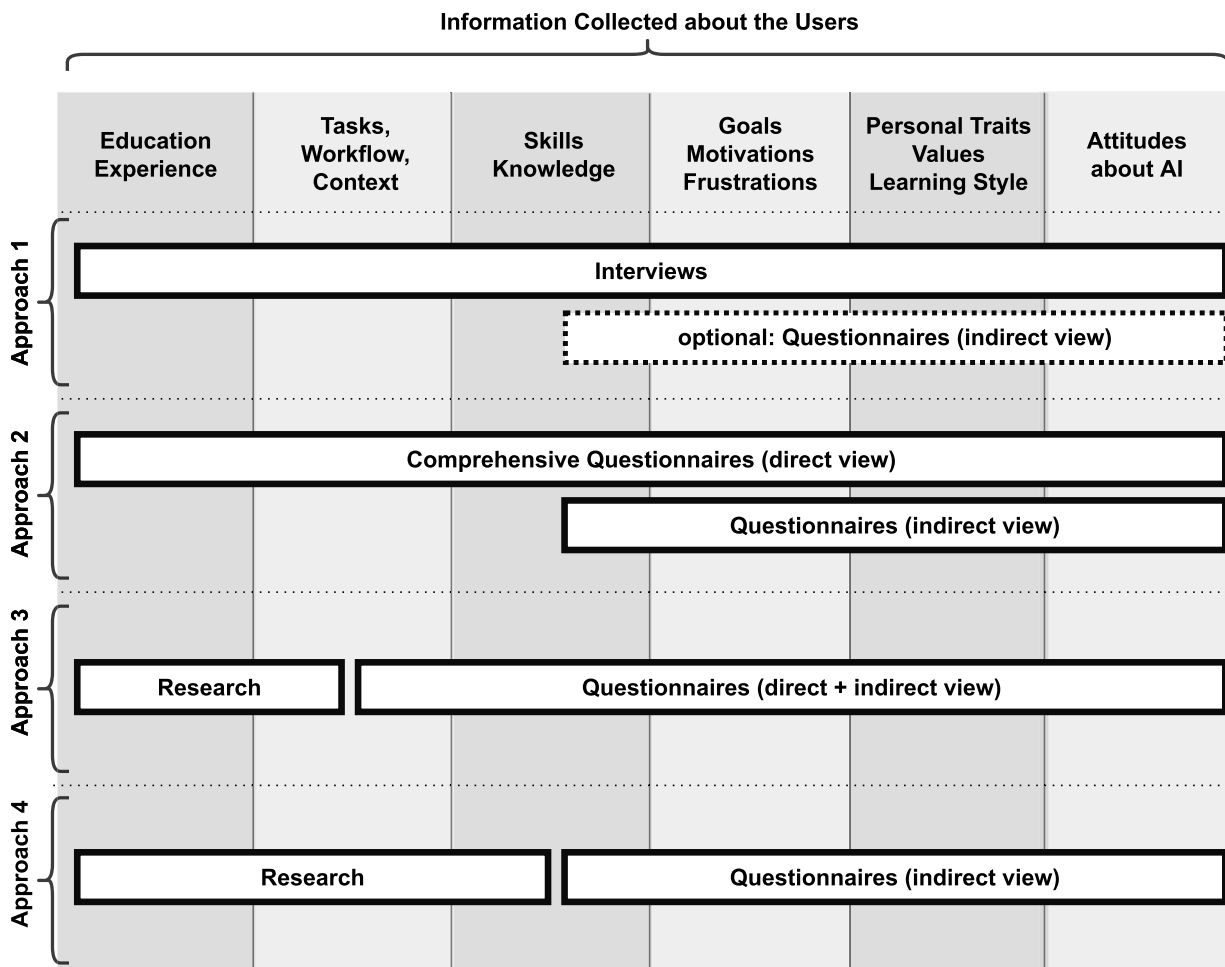 Information Collected about the Users
Education
Experience
Tasks,
Workflow,
Context
Skills
Knowledge
Goals
Motivations
Frustrations
Personal Traits
Values
Learning Style
Attitudes
about AI
Approach 1
Interviews
optional: Questionnaires (indirect view)
Approach 2
Comprehensive Questionnaires (direct view)
Questionnaires (indirect view)
Approach 3
Research
Questionnaires (direct + indirect view)
Approach 4
Research
Questionnaires (indirect view)